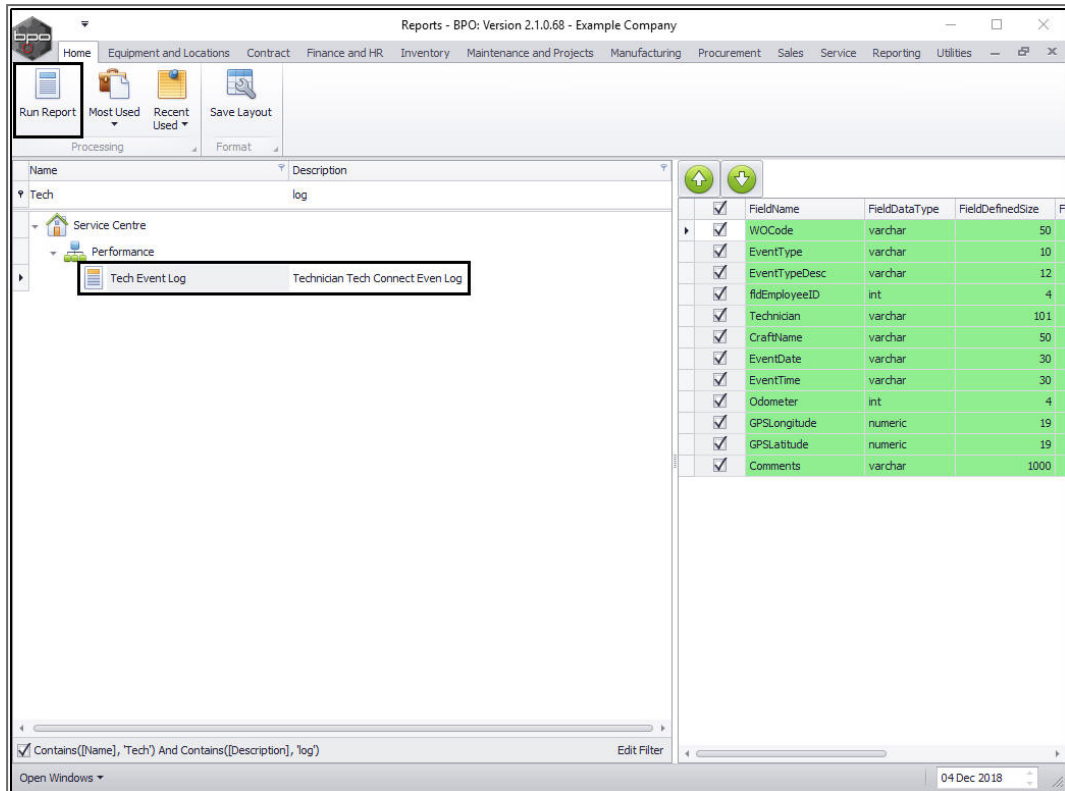 bpo
Reports - BPO: Version 2.1.0.68 - Example Company
Home Equipment and Locations Contract Finance and HR Inventory Maintenance and Projects Manufacturing Procurement Sales Service Reporting Utilities
Run Report Most Used Recent Used Save Layout
Processing Format
Name Description
Tech log
Service Centre
Performance
Tech Event Log Technician Tech Connect Even Log
FieldName FieldDataType FieldDefinedSize F
WOCode varchar 50
EventType varchar 10
EventTypeDesc varchar 12
fldEmployeeID int 4
Technician varchar 101
CraftName varchar 50
EventDate varchar 30
EventTime varchar 30
Odometer int 4
GPSLongitude numeric 19
GPSLatitude numeric 19
Comments varchar 1000
Contains([Name], 'Tech') And Contains([Description], 'log') Edit Filter
Open Windows 04 Dec 2018